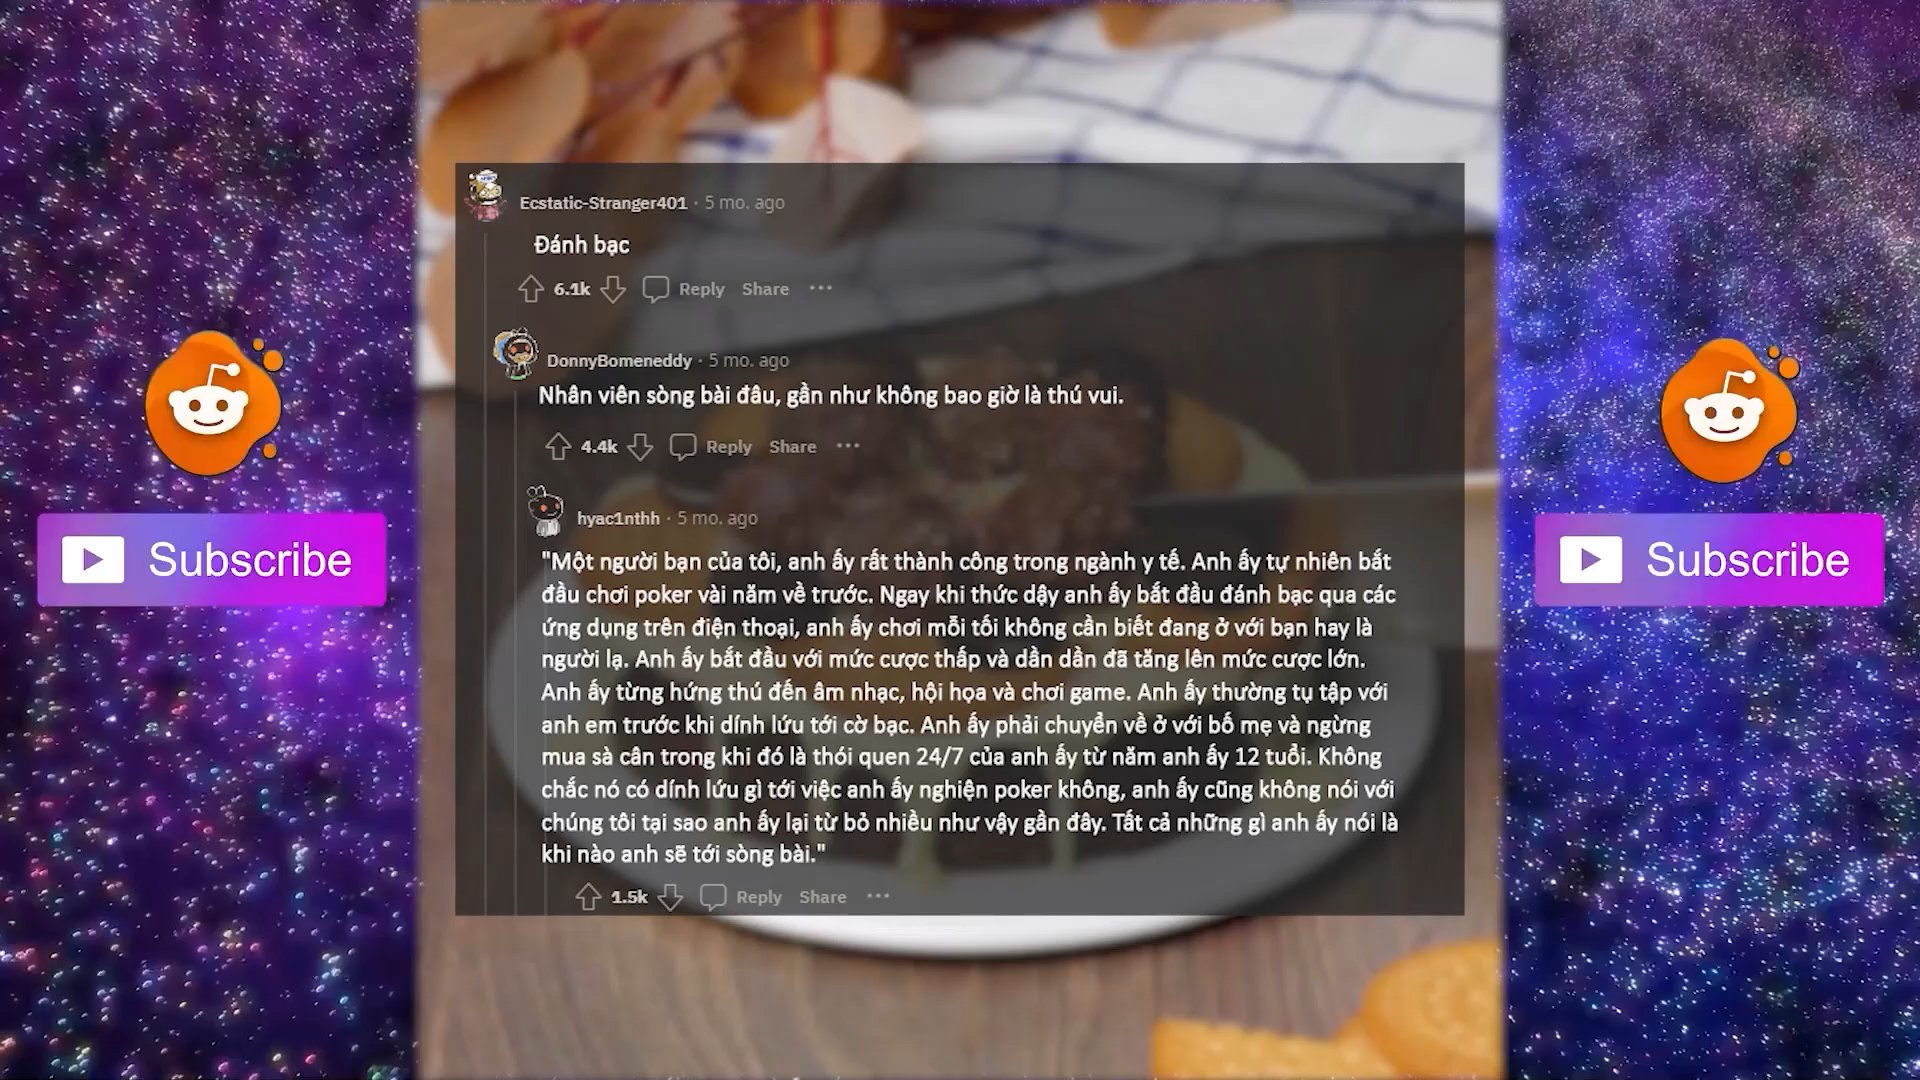 Ecstatic-Stranger401 · 5 mo. ago
Đánh bạc
6.1k Reply Share ···
DonnyBomeneddy · 5 mo. ago
Nhân viên sòng bài đâu, gần như không bao giờ là thú vui.
4.4k Reply Share ···
hyac1nthh · 5 mo. ago
"Một người bạn của tôi, anh ấy rất thành công trong ngành y tế. Anh ấy tự nhiên bắt
đầu chơi poker vài năm về trước. Ngay khi thức dậy anh ấy bắt đầu đánh bạc qua các
ứng dụng trên điện thoại, anh ấy chơi mỗi tối không cần biết đang ở với bạn hay là
người lạ. Anh ấy bắt đầu với mức cược thấp và dần dần đã tăng lên mức cược lớn.
Anh ấy từng hứng thú đến âm nhạc, hội họa và chơi game. Anh ấy thường tụ tập với
anh em trước khi dính lứu tới cờ bạc. Anh ấy phải chuyển về ở với bố mẹ và ngừng
mua sà cân trong khi đó là thói quen 24/7 của anh ấy từ năm anh ấy 12 tuổi. Không
chắc nó có dính lứu gì tới việc anh ấy nghiện poker không, anh ấy cũng không nói với
chúng tôi tại sao anh ấy lại từ bỏ nhiều như vậy gần đây. Tất cả những gì anh ấy nói là
khi nào anh sẽ tới sòng bài."
1.5k Reply Share ···
Subscribe
Subscribe